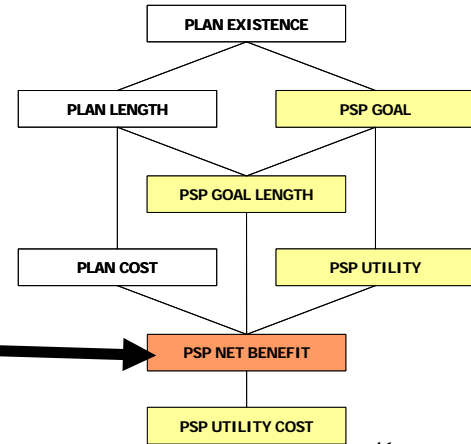 PLAN EXISTENCE
PLAN LENGTH
PSP GOAL
PSP GOAL LENGTH
PLAN COST
PSP UTILITY
PSP NET BENEFIT
PSP UTILITY COST